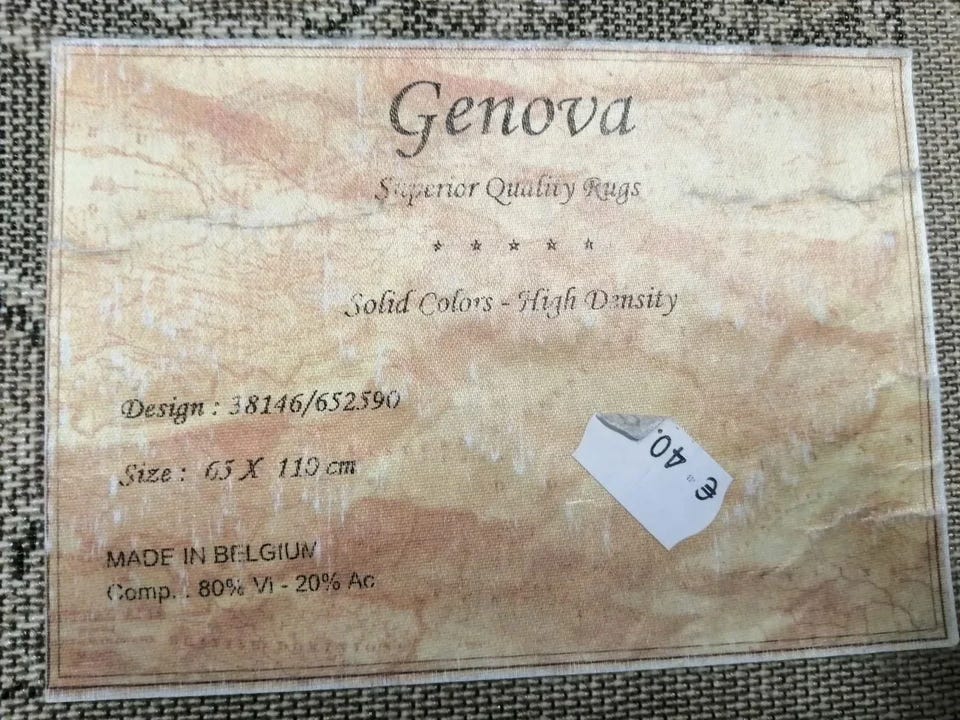 Genova
Superior Quality Rugs
☆ ☆ ☆ ☆ ☆
Solid Colors - High Density
Design : 38146/652590
Size : 65 X 110 cm
€ 40.
MADE IN BELGIUM
Comp. : 80% Vi - 20% Ac